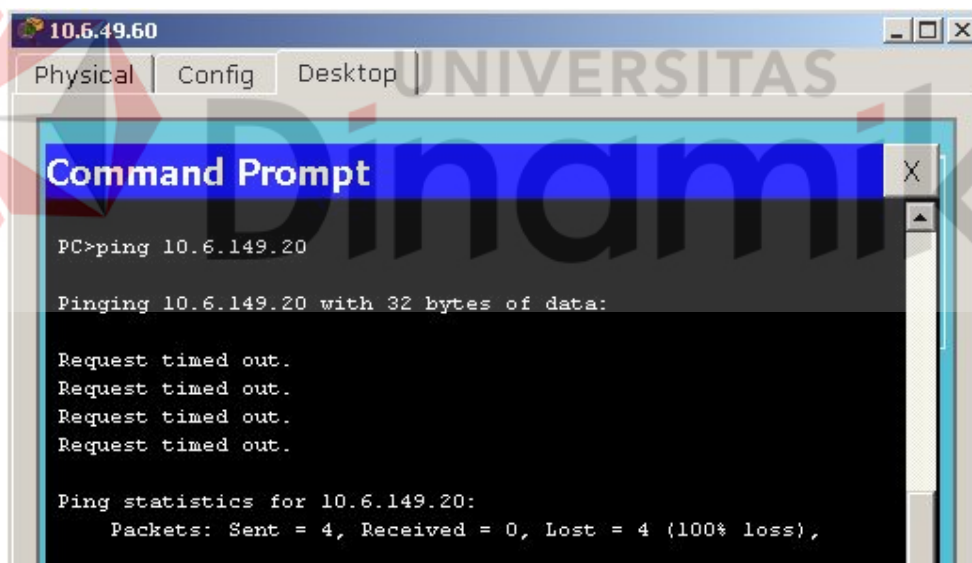 10.6.49.60
Physical Config Desktop
UNIVERSITAS
Dinamik
Command Prompt X
PC>ping 10.6.149.20
Pinging 10.6.149.20 with 32 bytes of data:
Request timed out.
Request timed out.
Request timed out.
Request timed out.
Ping statistics for 10.6.149.20:
Packets: Sent = 4, Received = 0, Lost = 4 (100% loss),